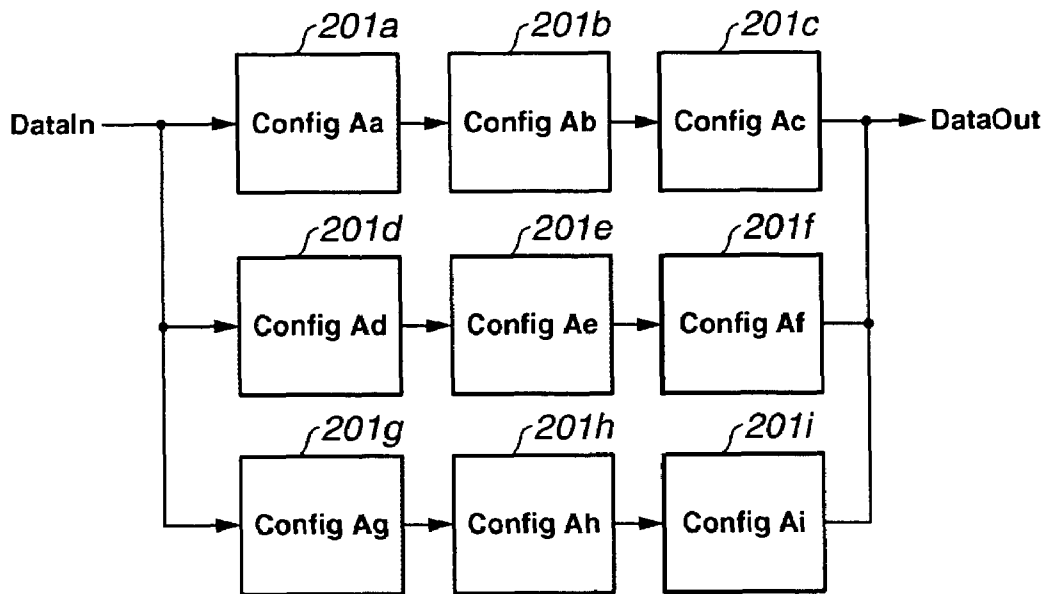 201a 201b 201c
DataIn Config Aa Config Ab Config Ac DataOut
201d 201e 201f
Config Ad Config Ae Config Af
201g 201h 201i
Config Ag Config Ah Config Ai